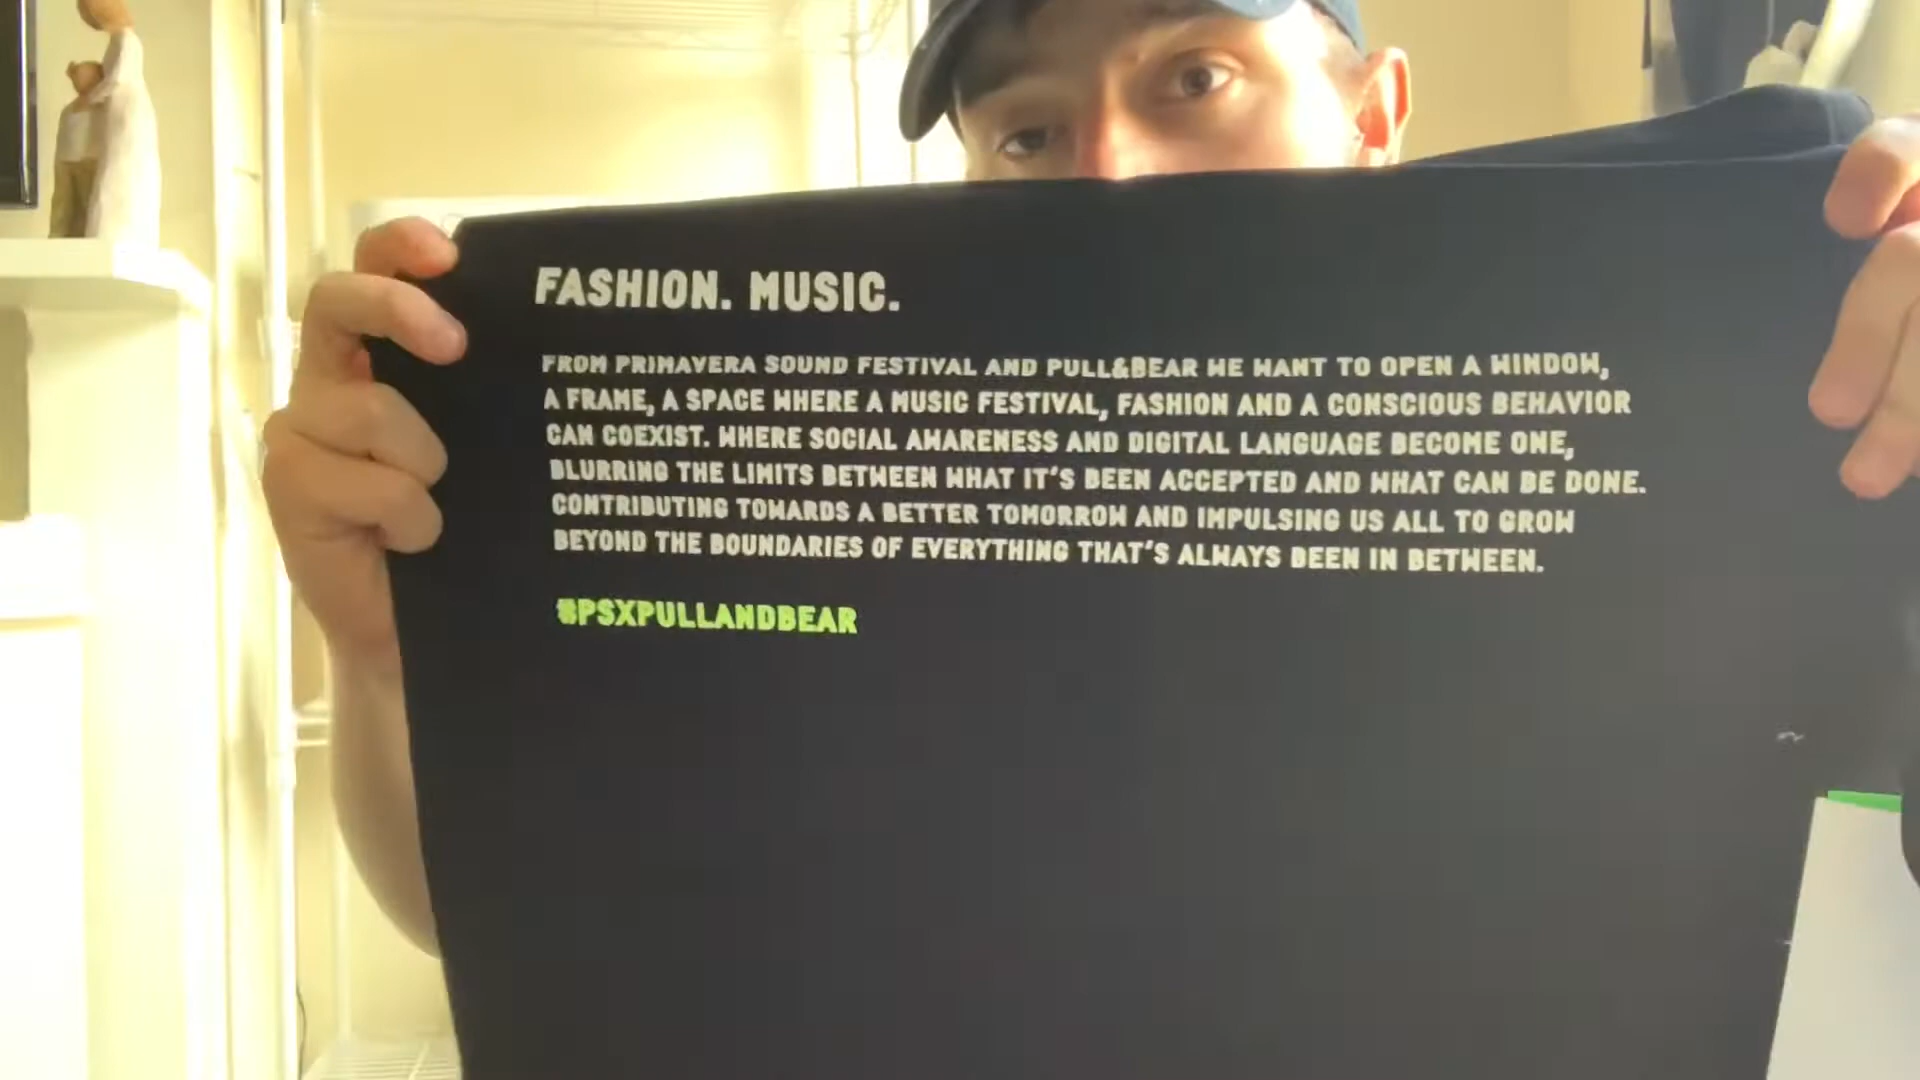 FASHION. MUSIC.
FROM PRIMAVERA SOUND FESTIVAL AND PULL&BEAR WE WANT TO OPEN A WINDOW,
A FRAME, A SPACE WHERE A MUSIC FESTIVAL, FASHION AND A CONSCIOUS BEHAVIOR
CAN COEXIST. WHERE SOCIAL AWARENESS AND DIGITAL LANGUAGE BECOME ONE,
BLURRING THE LIMITS BETWEEN WHAT IT'S BEEN ACCEPTED AND WHAT CAN BE DONE.
CONTRIBUTING TOWARDS A BETTER TOMORROW AND IMPULSING US ALL TO GROW
BEYOND THE BOUNDARIES OF EVERYTHING THAT'S ALWAYS BEEN IN BETWEEN.
#PSXPULLANDBEAR